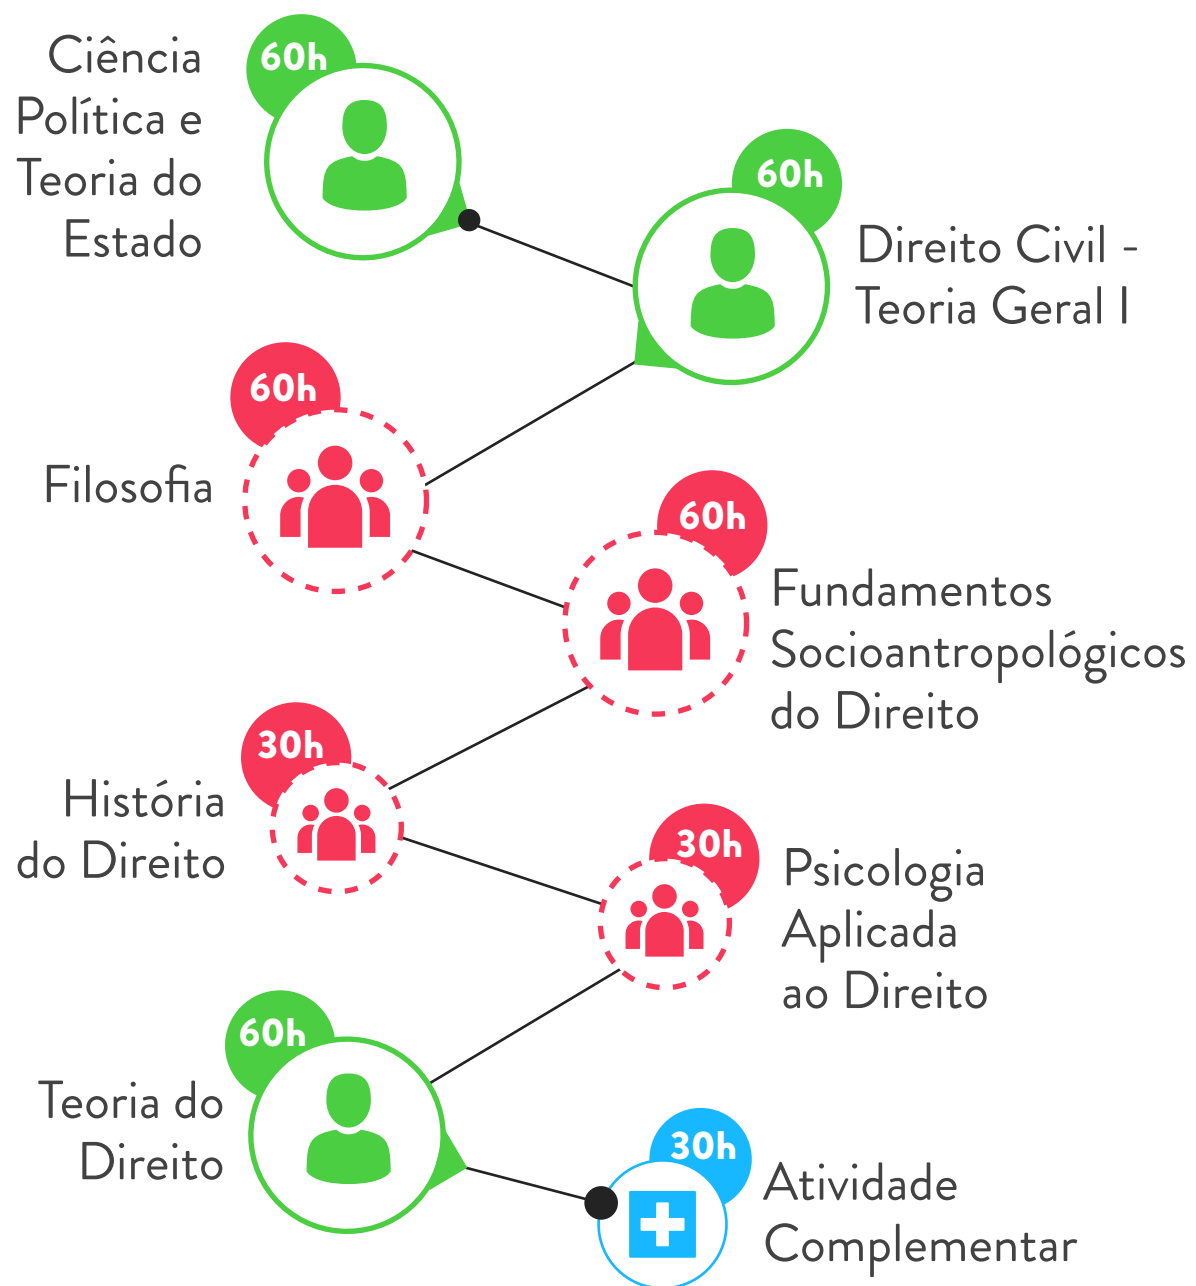 60h
Ciência
Política e
Teoria do
Estado
60h
Direito Civil -
Teoria Geral I
60h
Filosofia
60h
Fundamentos
Socioantropológicos
do Direito
30h
História
do Direito
30h
Psicologia
Aplicada
ao Direito
60h
Teoria do
Direito
30h
Atividade
Complementar